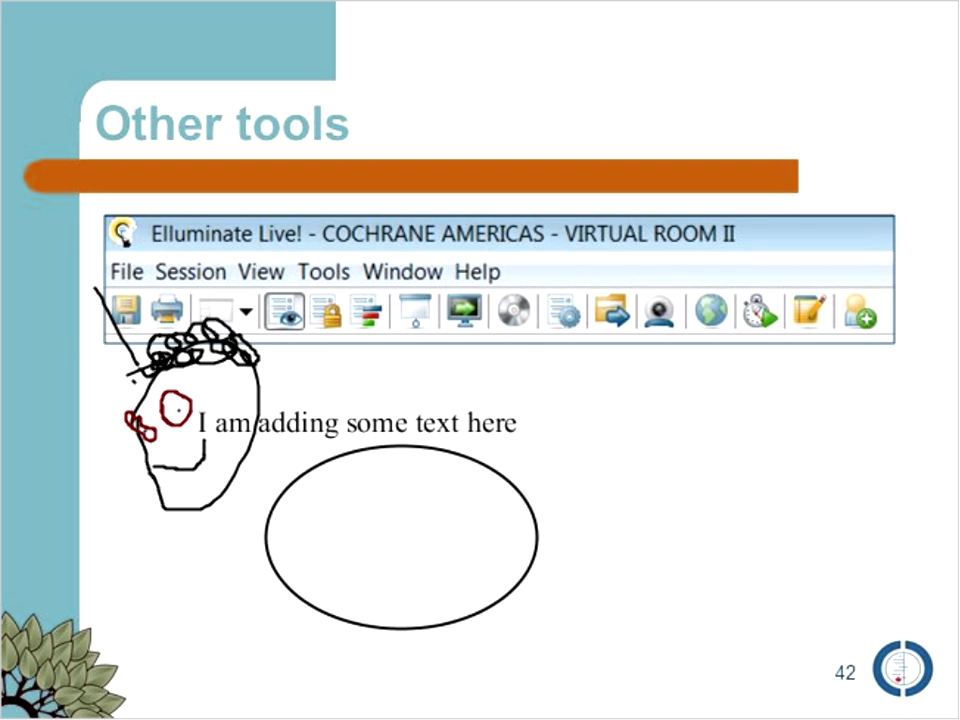 Other tools
Elluminate Live! - COCHRANE AMERICAS - VIRTUAL ROOM II
File Session View Tools Window Help
I am adding some text here
42